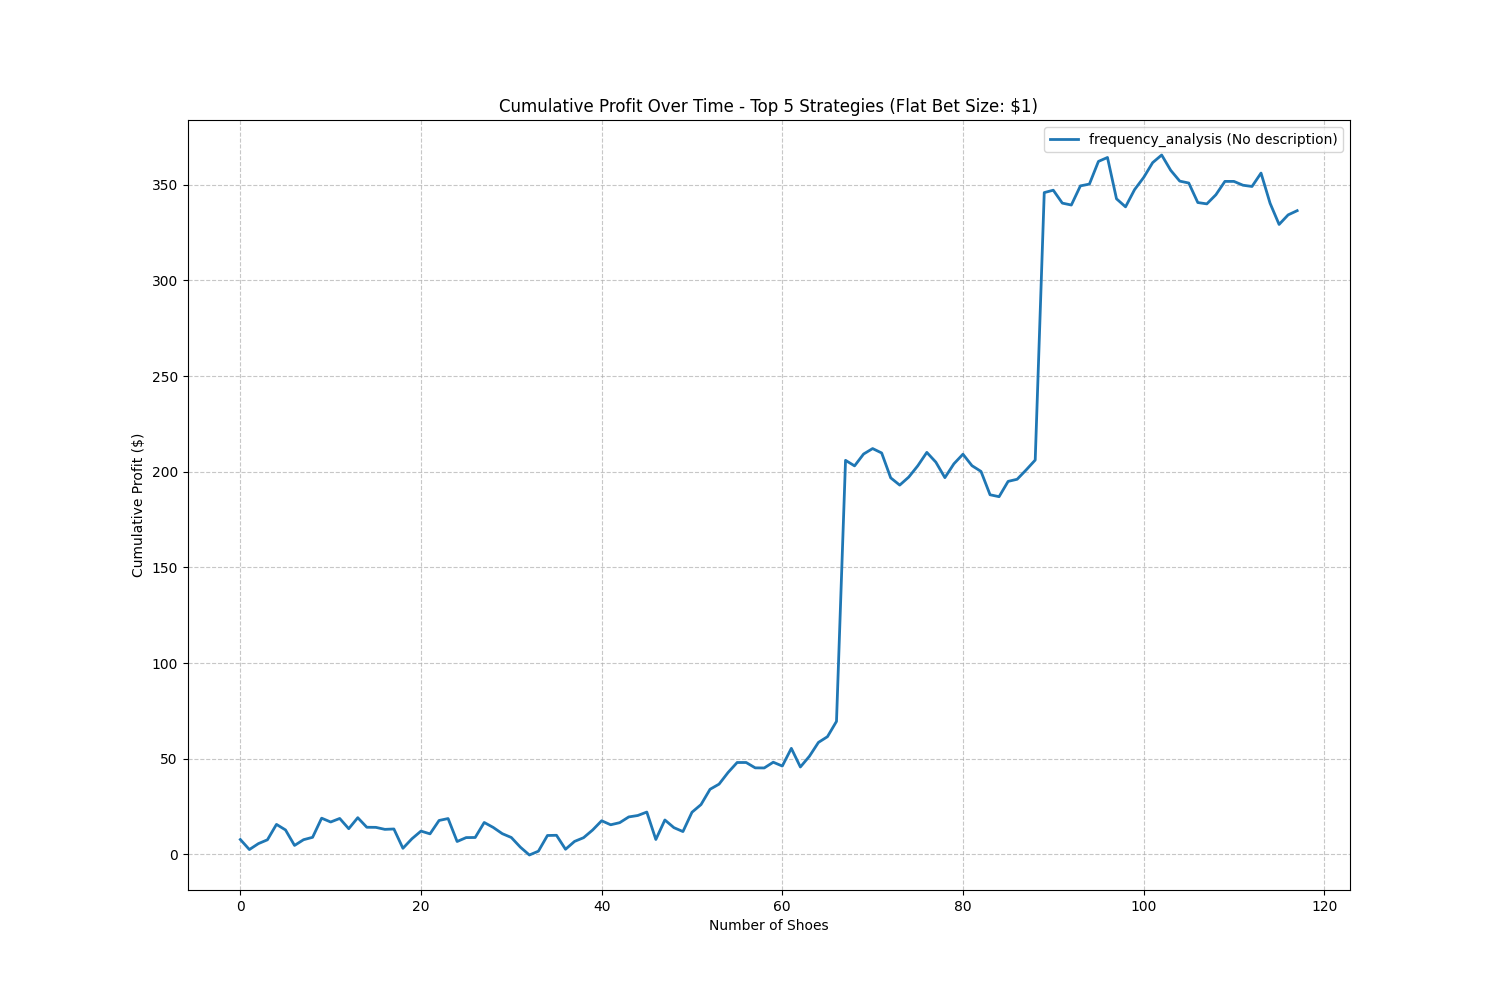 Cumulative Profit Over Time - Top 5 Strategies (Flat Bet Size: $1)
frequency_analysis (No description)
350
300
250
200
150
100
50
0
Cumulative Profit ($)
0 20 40 60 80 100 120
Number of Shoes